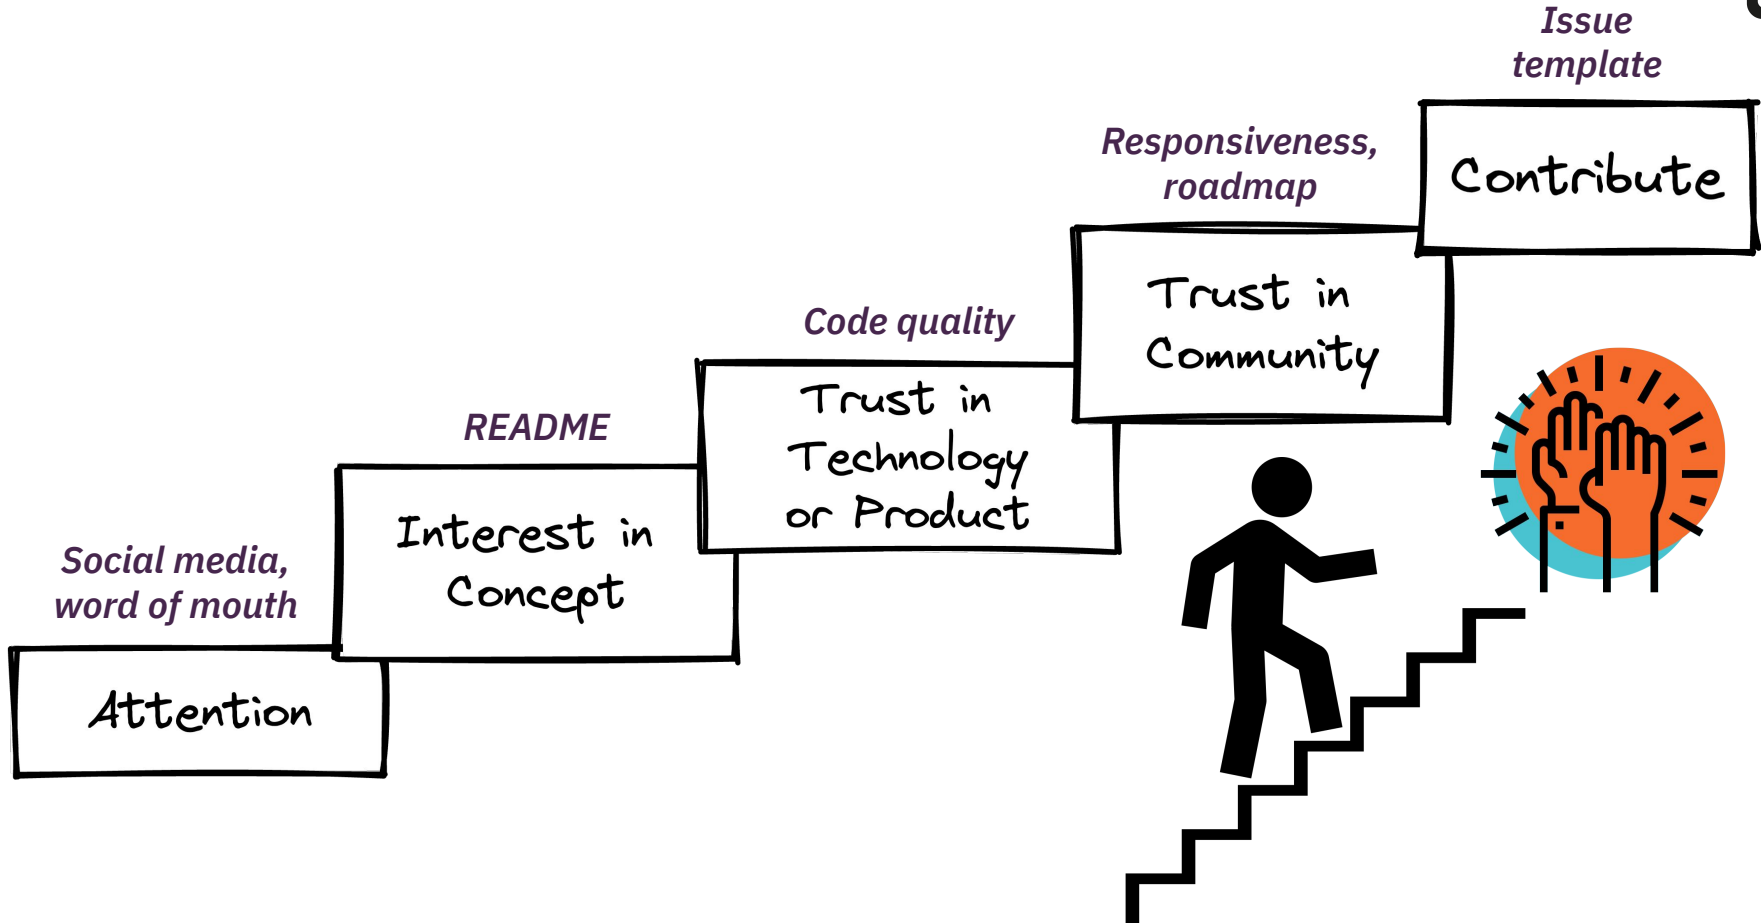 Social media,
word of mouth
Attention
README
Interest in
Concept
Code quality
Trust in
Technology
or Product
Responsiveness,
roadmap
Trust in
Community
Issue
template
Contribute